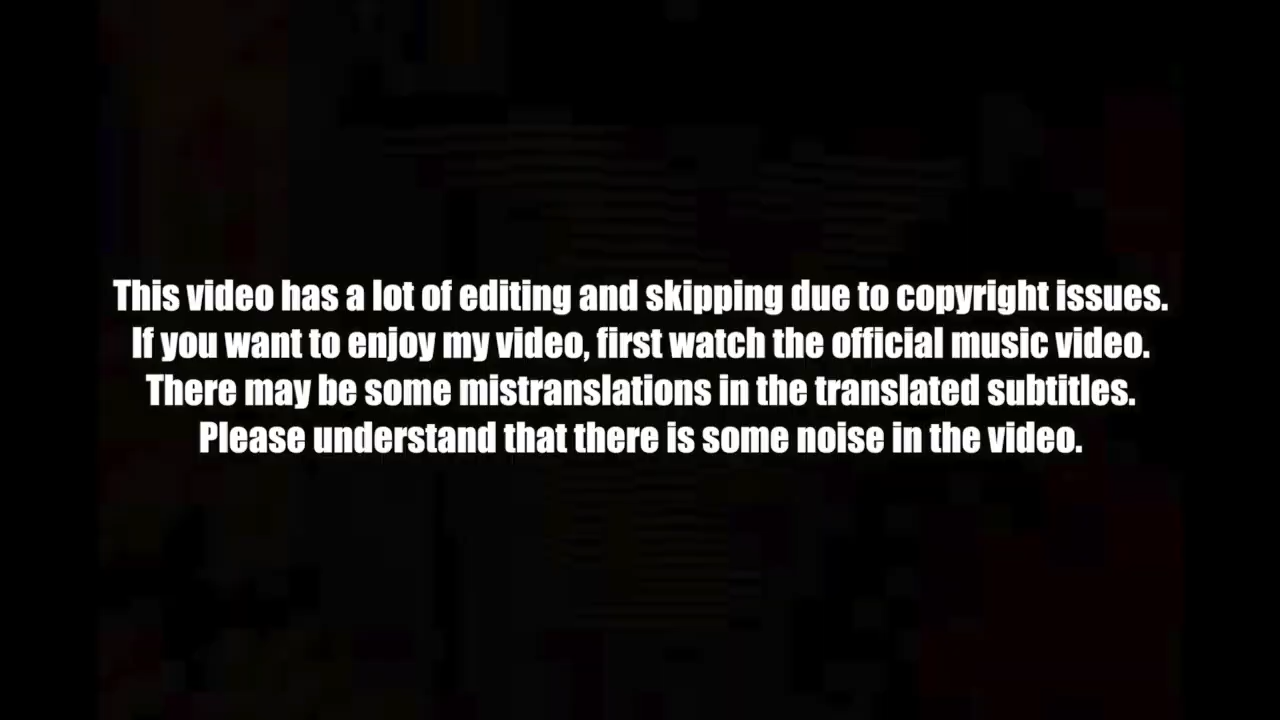 This video has a lot of editing and skipping due to copyright issues.
If you want to enjoy my video, first watch the official music video.
There may be some mistranslations in the translated subtitles.
Please understand that there is some noise in the video.